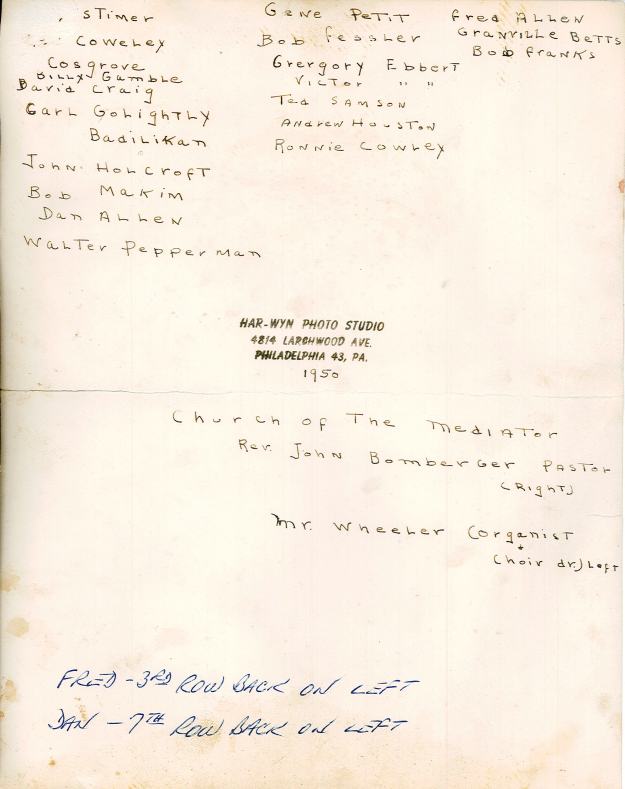 Stimer
Coweley
Cosgrove
Billy Gamble
David Craig
Carl Golightly
Badilikan
John Holcroft
Bob Makim
Dan Allen
Walter Pepperman
Gene Petit
Bob Fessler
Gregory Ebbert
Victor " "
Ted Samson
Andrew Houston
Ronnie Cowley
Fred Allen
Granville Betts
Bob Franks
HAR-WYN PHOTO STUDIO
4814 LARCHWOOD AVE.
PHILADELPHIA 43, PA.
1950
Church of The Mediator
Rev. John Bomberger Pastor
(Right)
Mr. Wheeler (organist
+
Choir dr.) Left
FRED - 3RD ROW BACK ON LEFT
DAN - 7TH ROW BACK ON LEFT